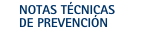 NOTAS TÉCNICAS
DE PREVENCIÓN